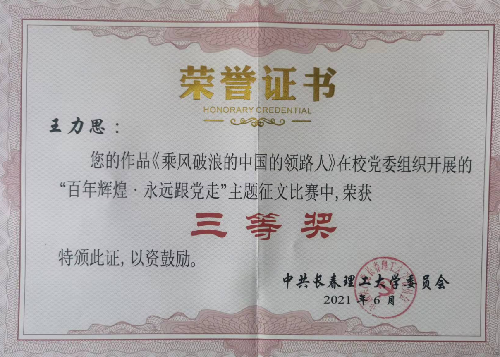 荣誉证书
HONORARY CREDENTIAL
王力思：
您的作品《乘风破浪的中国的领路人》在校党委组织开展的
“百年辉煌·永远跟党走”主题征文比赛中,荣获
三等奖
特颁此证,以资鼓励。
中共长春理工大学委员会
2021年6月